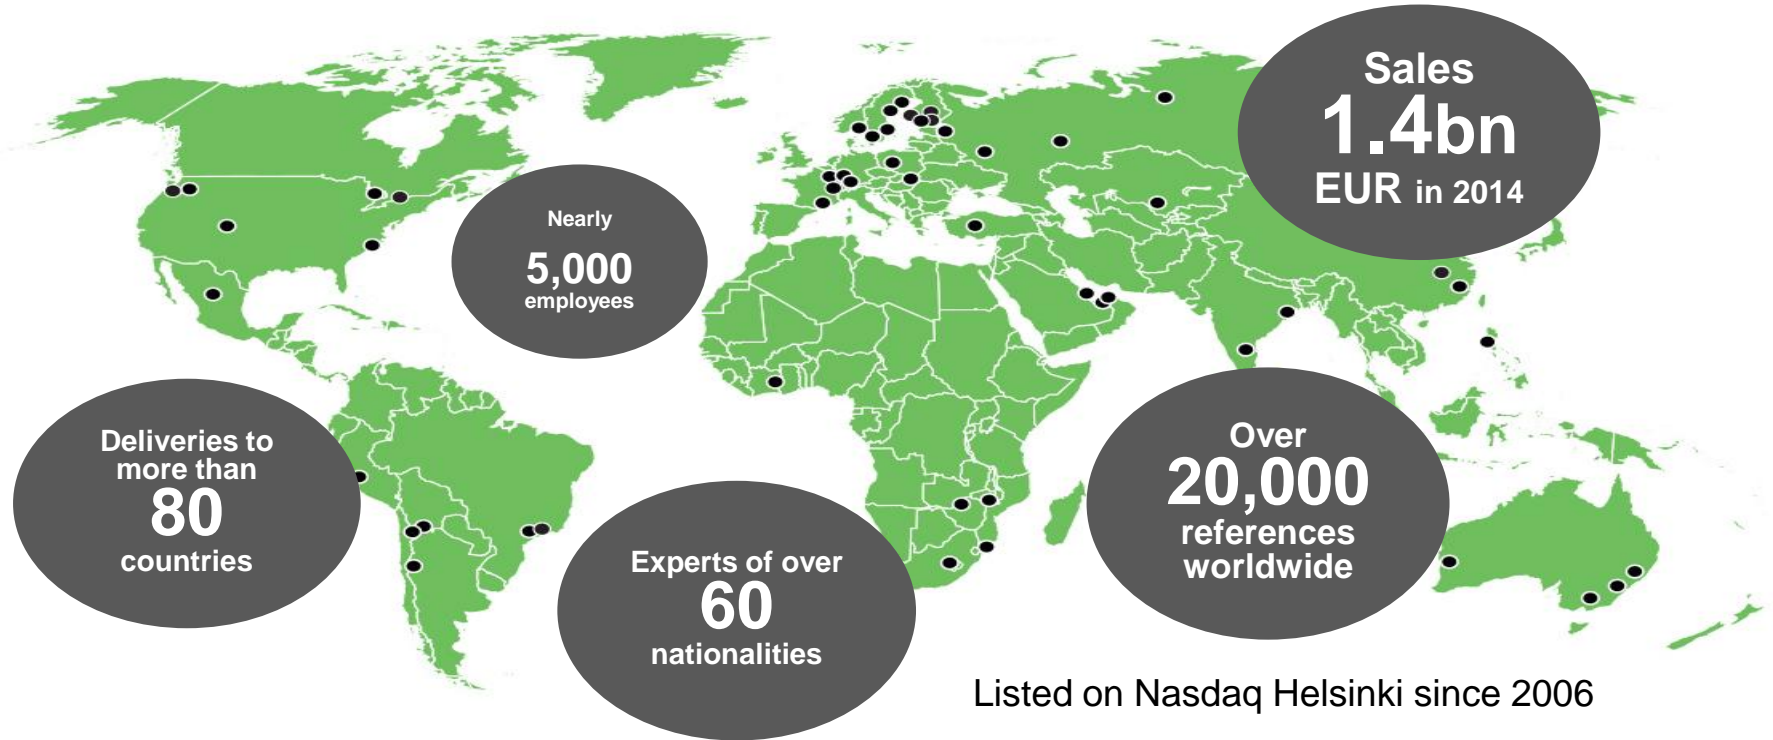 Sales
1.4bn
EUR in 2014
Nearly
5,000
employees
Deliveries to
more than
80
countries
Experts of over
60
nationalities
Over
20,000
references
worldwide
Listed on Nasdaq Helsinki since 2006